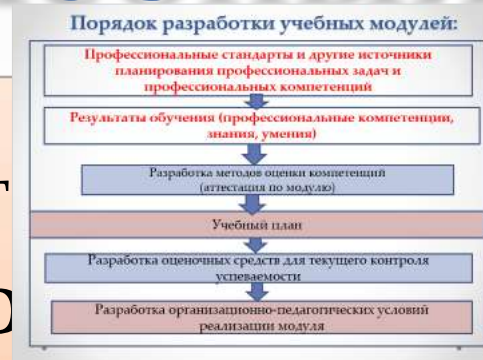 Порядок разработки учебных модулей:
Профессиональные стандарты и другие источники
планирования профессиональных задач и
профессиональных компетенций
Результаты обучения (профессиональные компетенции,
знания, умения)
Разработка методов оценки компетенций
(аттестация по модулю)
Учебный план
Разработка оценочных средств для текущего контроля
успеваемости
Разработка организационно-педагогических условий
реализации модуля